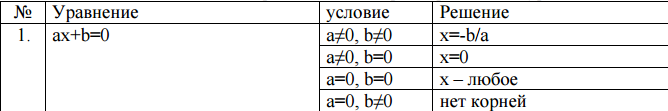 № Уравнение условие Решение
1. ax+b=0 a≠0, b≠0 x=-b/a
a≠0, b=0 x=0
a=0, b=0 x – любое
a=0, b≠0 нет корней